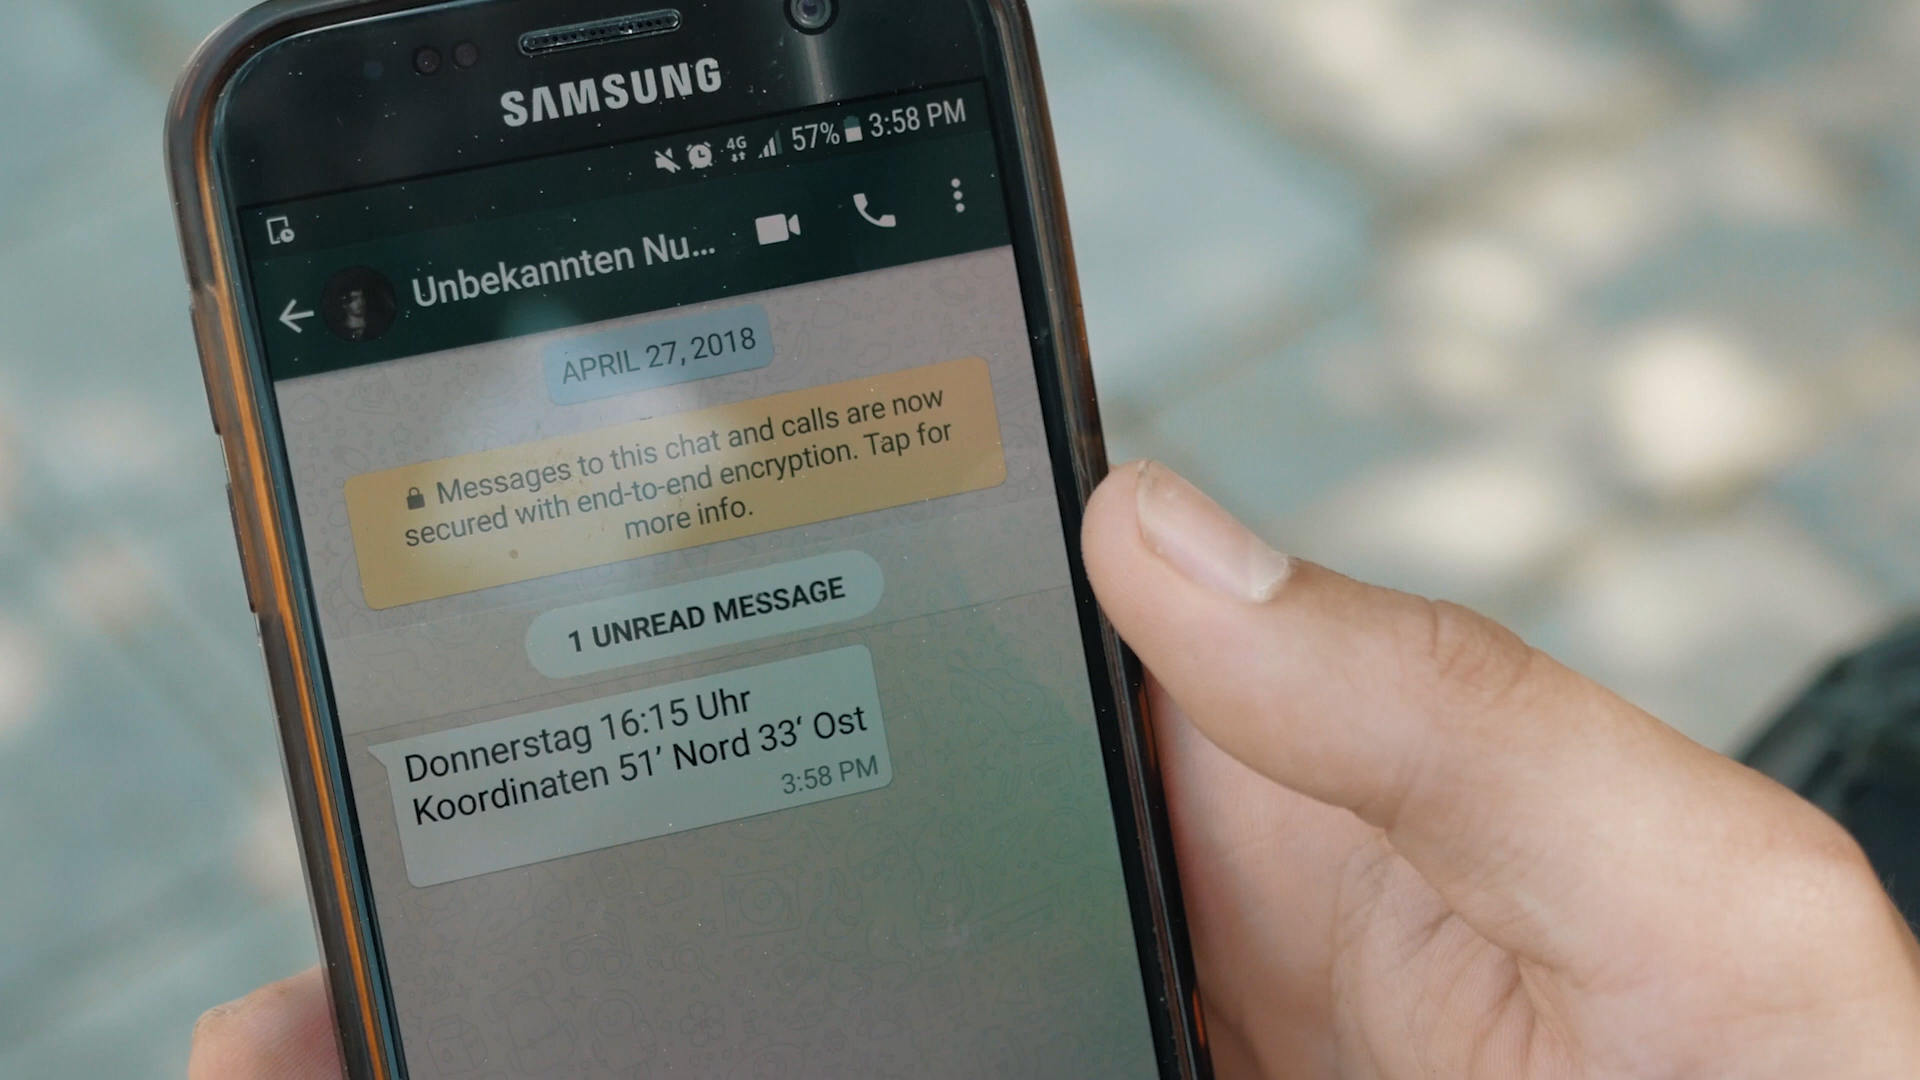 SAMSUNG
4G 57% 3:58 PM
Unbekannten Nu...
APRIL 27, 2018
Messages to this chat and calls are now
secured with end-to-end encryption. Tap for
more info.
1 UNREAD MESSAGE
Donnerstag 16:15 Uhr
Koordinaten 51’ Nord 33‘ Ost
3:58 PM